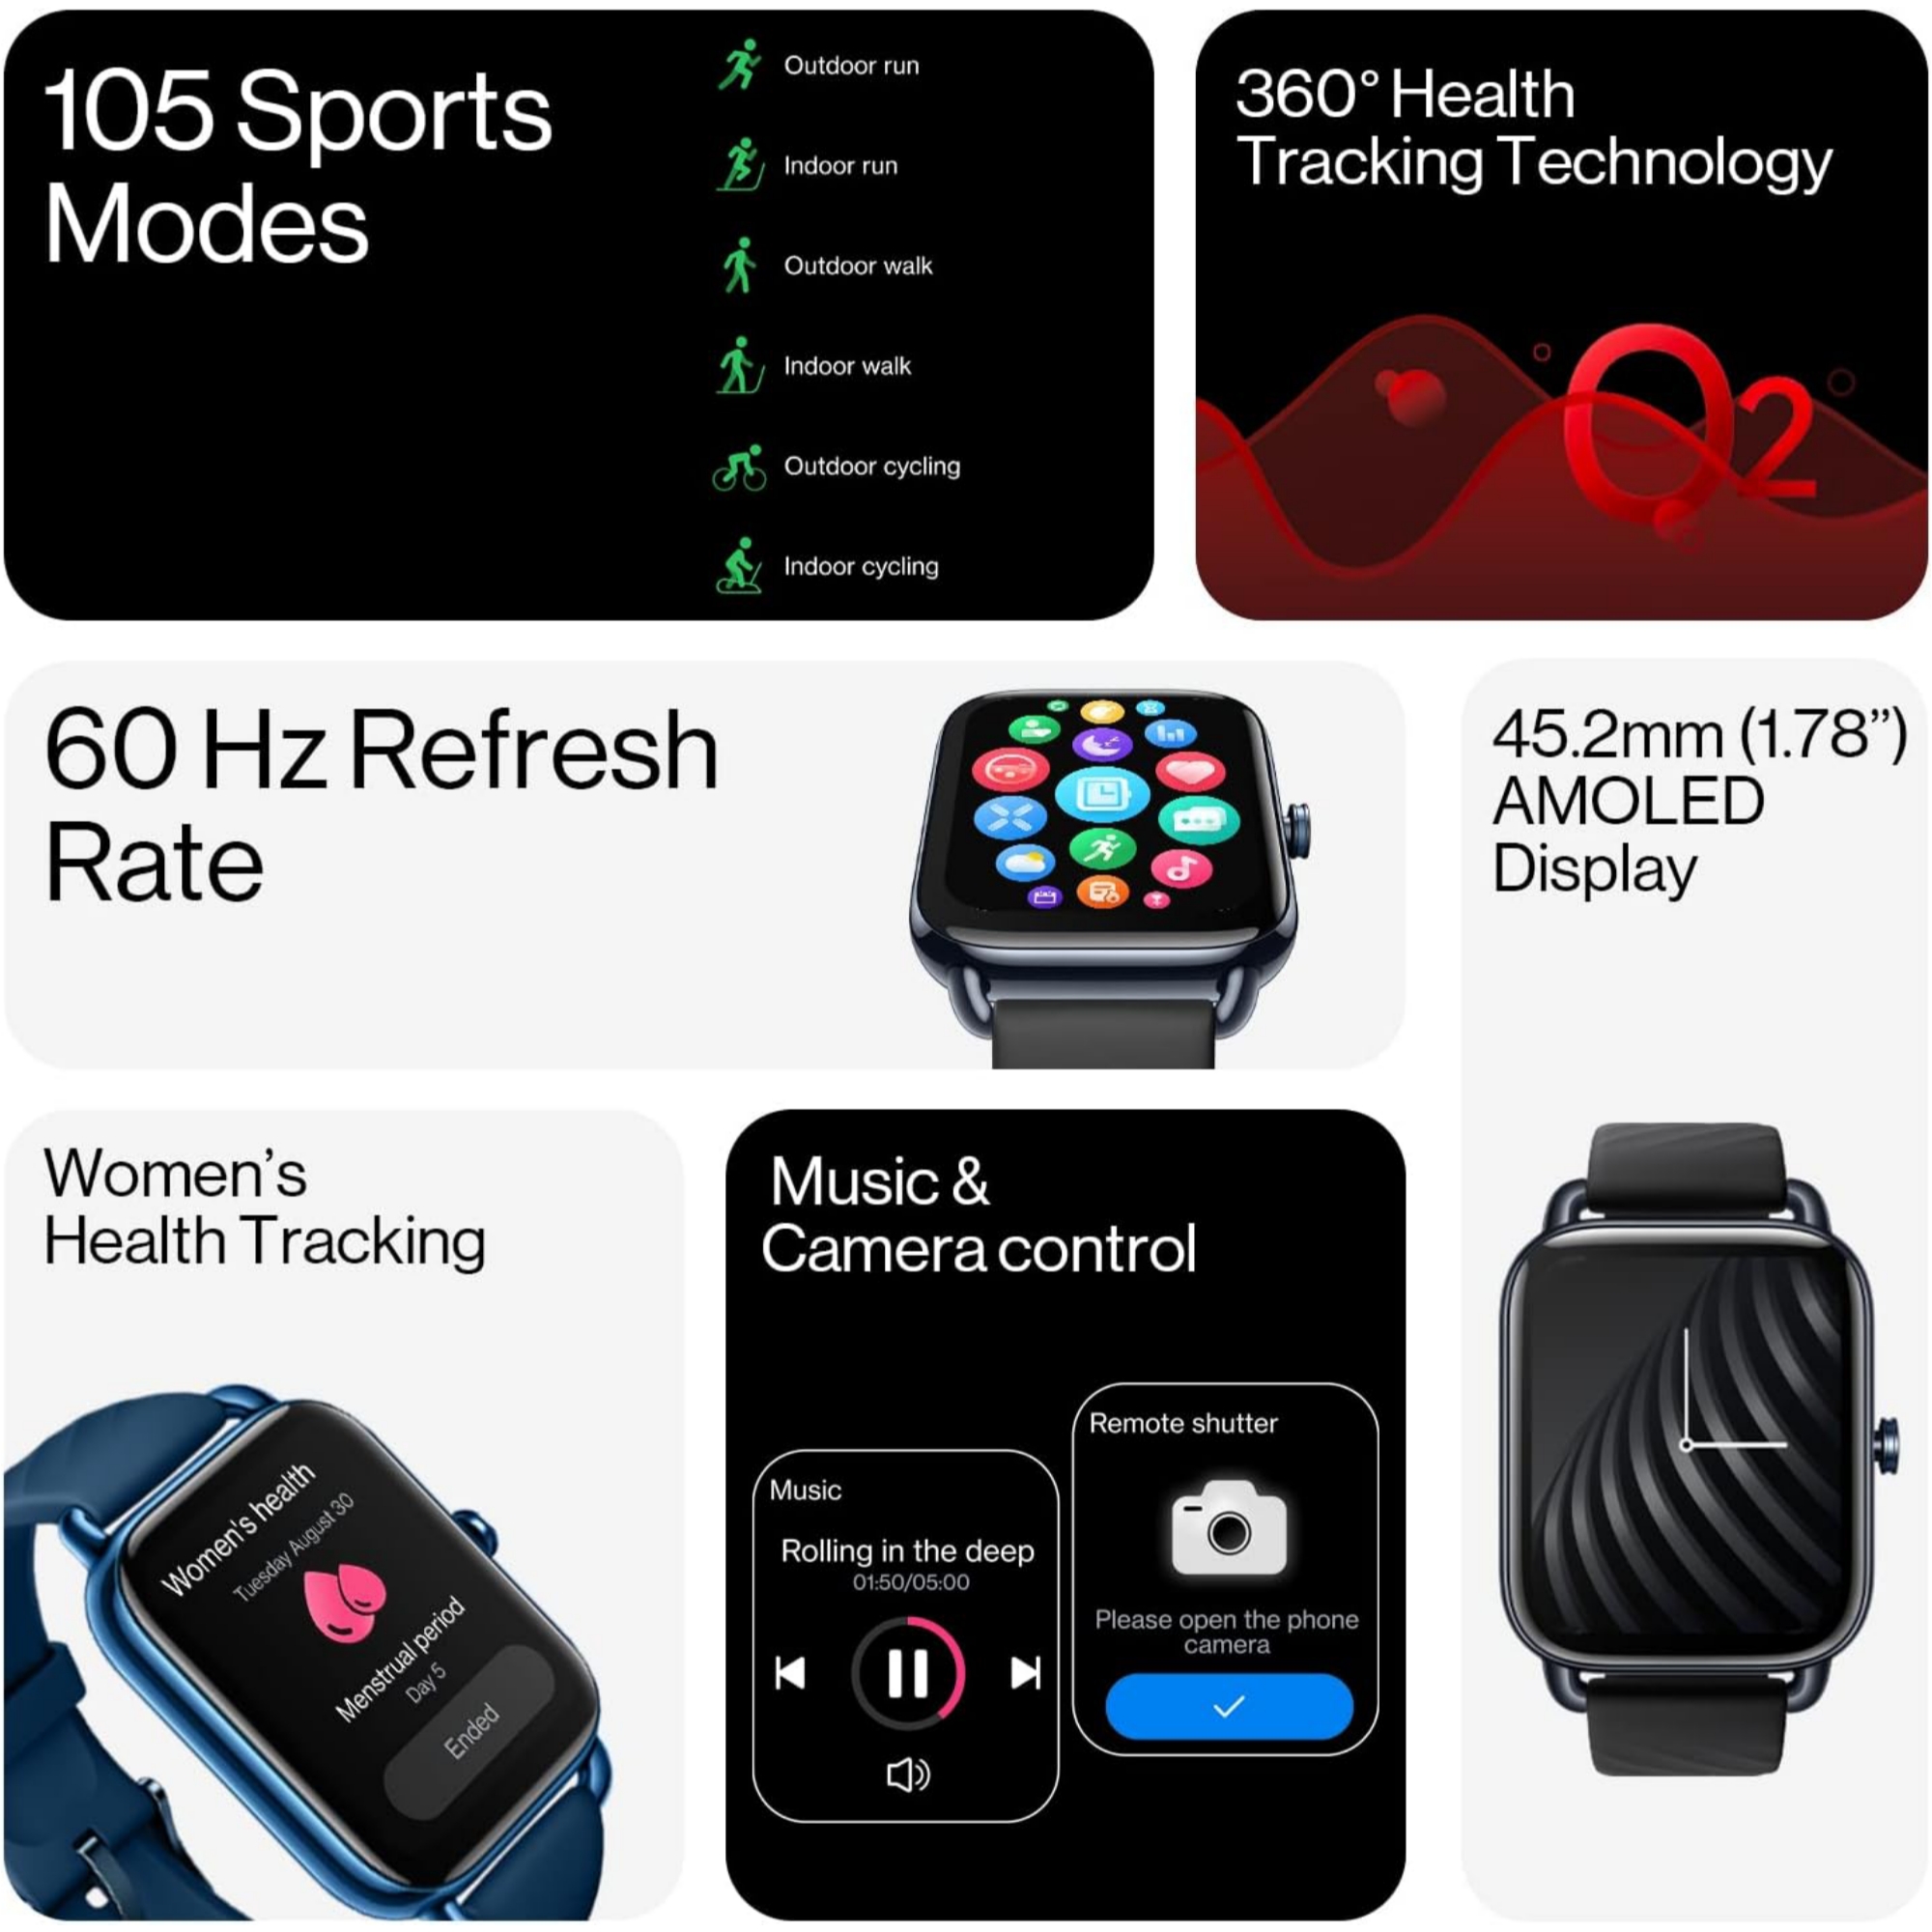 105 Sports
Modes
Outdoor run
Indoor run
Outdoor walk
Indoor walk
Outdoor cycling
Indoor cycling
360° Health
Tracking Technology
O2
60 Hz Refresh
Rate
45.2mm (1.78”)
AMOLED
Display
Women’s
Health Tracking
Women's health
Tuesday August 30
Menstrual period
Day 5
Ended
Music &
Camera control
Music
Rolling in the deep
01:50/05:00
Remote shutter
Please open the phone
camera